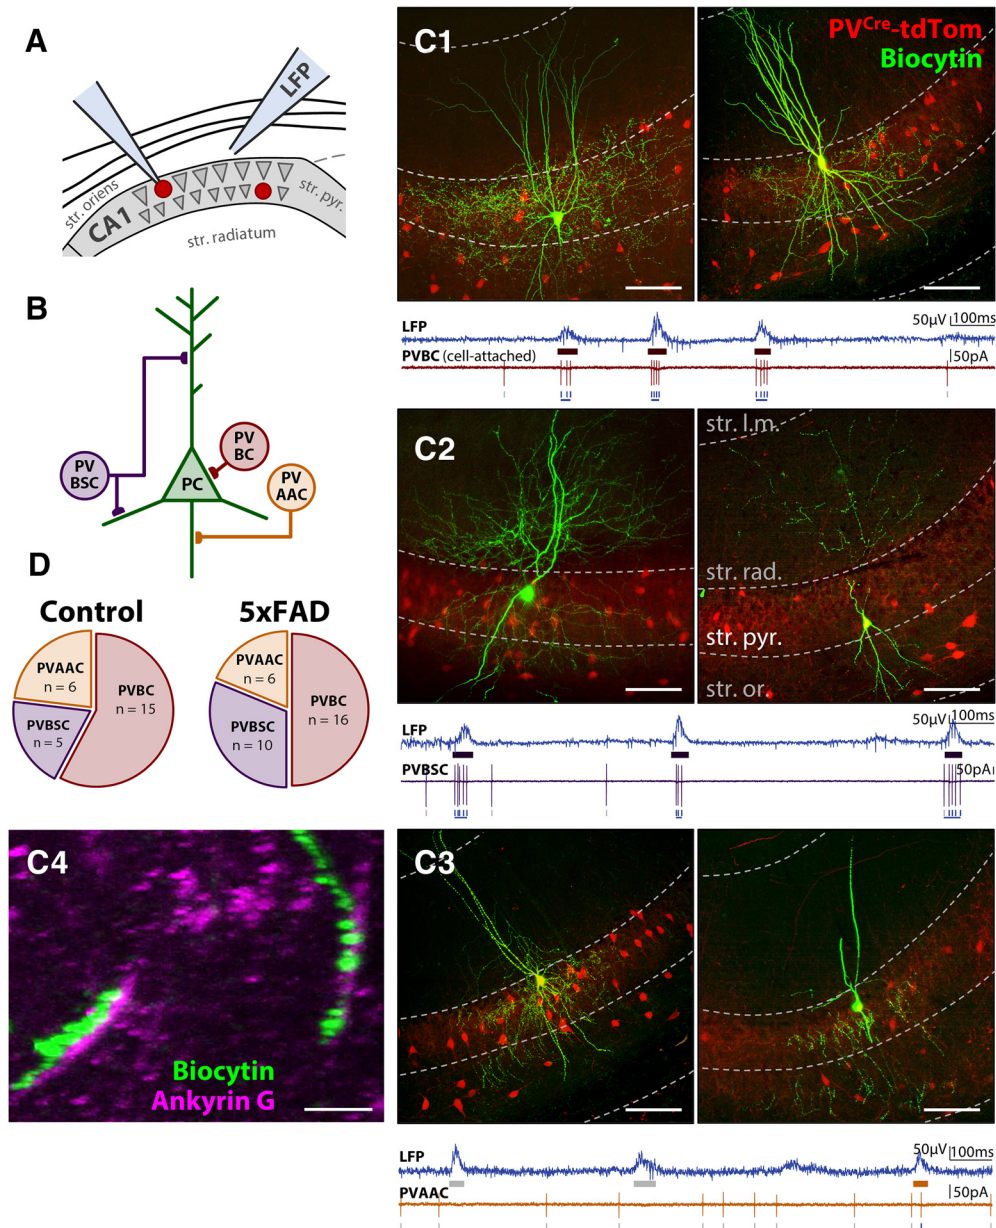 A
LFP
str. oriens
CA1
str. pyr.
str. radiatum
B
PV
BSC
PV
BC
PV
AAC
PC
D
Control
5xFAD
PVAAC
n = 6
PVBC
n = 15
PVBSC
n = 5
PVAAC
n = 6
PVBC
n = 16
PVBSC
n = 10
C4
Biocytin
Ankyrin G
C1
PVCre-tdTom
Biocytin
LFP
50μV
100ms
PVBC (cell-attached)
50pA
C2
str. l.m.
str. rad.
str. pyr.
str. or.
LFP
50μV
100ms
PVBSC
50pA
C3
LFP
50μV
100ms
PVAAC
50pA